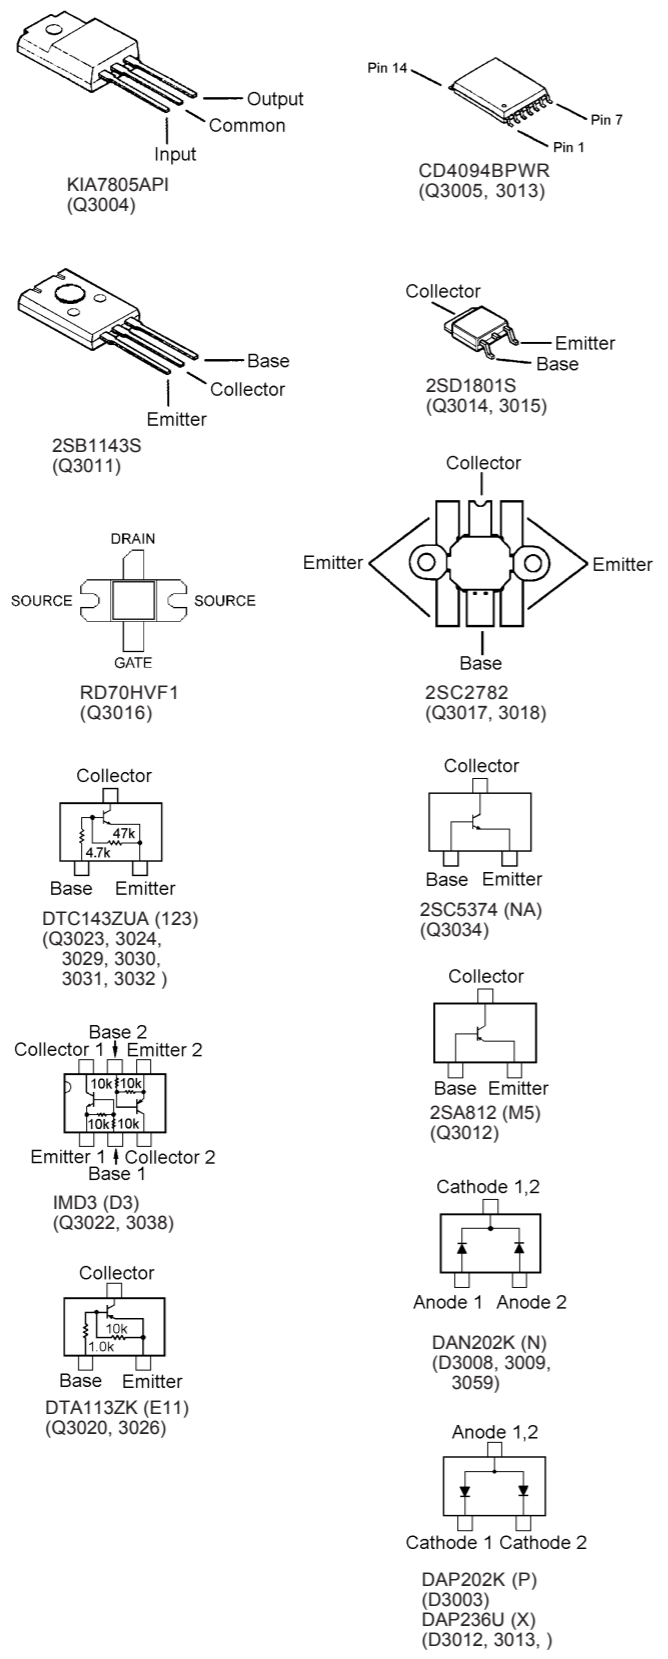 Output
Common
Input
KIA7805API
(Q3004)
Pin 14
Pin 7
Pin 1
CD4094BPWR
(Q3005, 3013)
Base
Collector
Emitter
2SB1143S
(Q3011)
Collector
Emitter
Base
2SD1801S
(Q3014, 3015)
DRAIN
SOURCE SOURCE
GATE
RD70HVF1
(Q3016)
Collector
Emitter Emitter
Base
2SC2782
(Q3017, 3018)
Collector
47k
4.7k
Base Emitter
DTC143ZUA (123)
(Q3023, 3024,
3029, 3030,
3031, 3032 )
Collector
Base Emitter
2SC5374 (NA)
(Q3034)
Base 2
Collector 1 Emitter 2
10k 10k
10k 10k
Emitter 1 Collector 2
Base 1
IMD3 (D3)
(Q3022, 3038)
Collector
Base Emitter
2SA812 (M5)
(Q3012)
Collector
10k
1.0k
Base Emitter
DTA113ZK (E11)
(Q3020, 3026)
Cathode 1,2
Anode 1 Anode 2
DAN202K (N)
(D3008, 3009,
3059)
Anode 1,2
Cathode 1 Cathode 2
DAP202K (P)
(D3003)
DAP236U (X)
(D3012, 3013, )